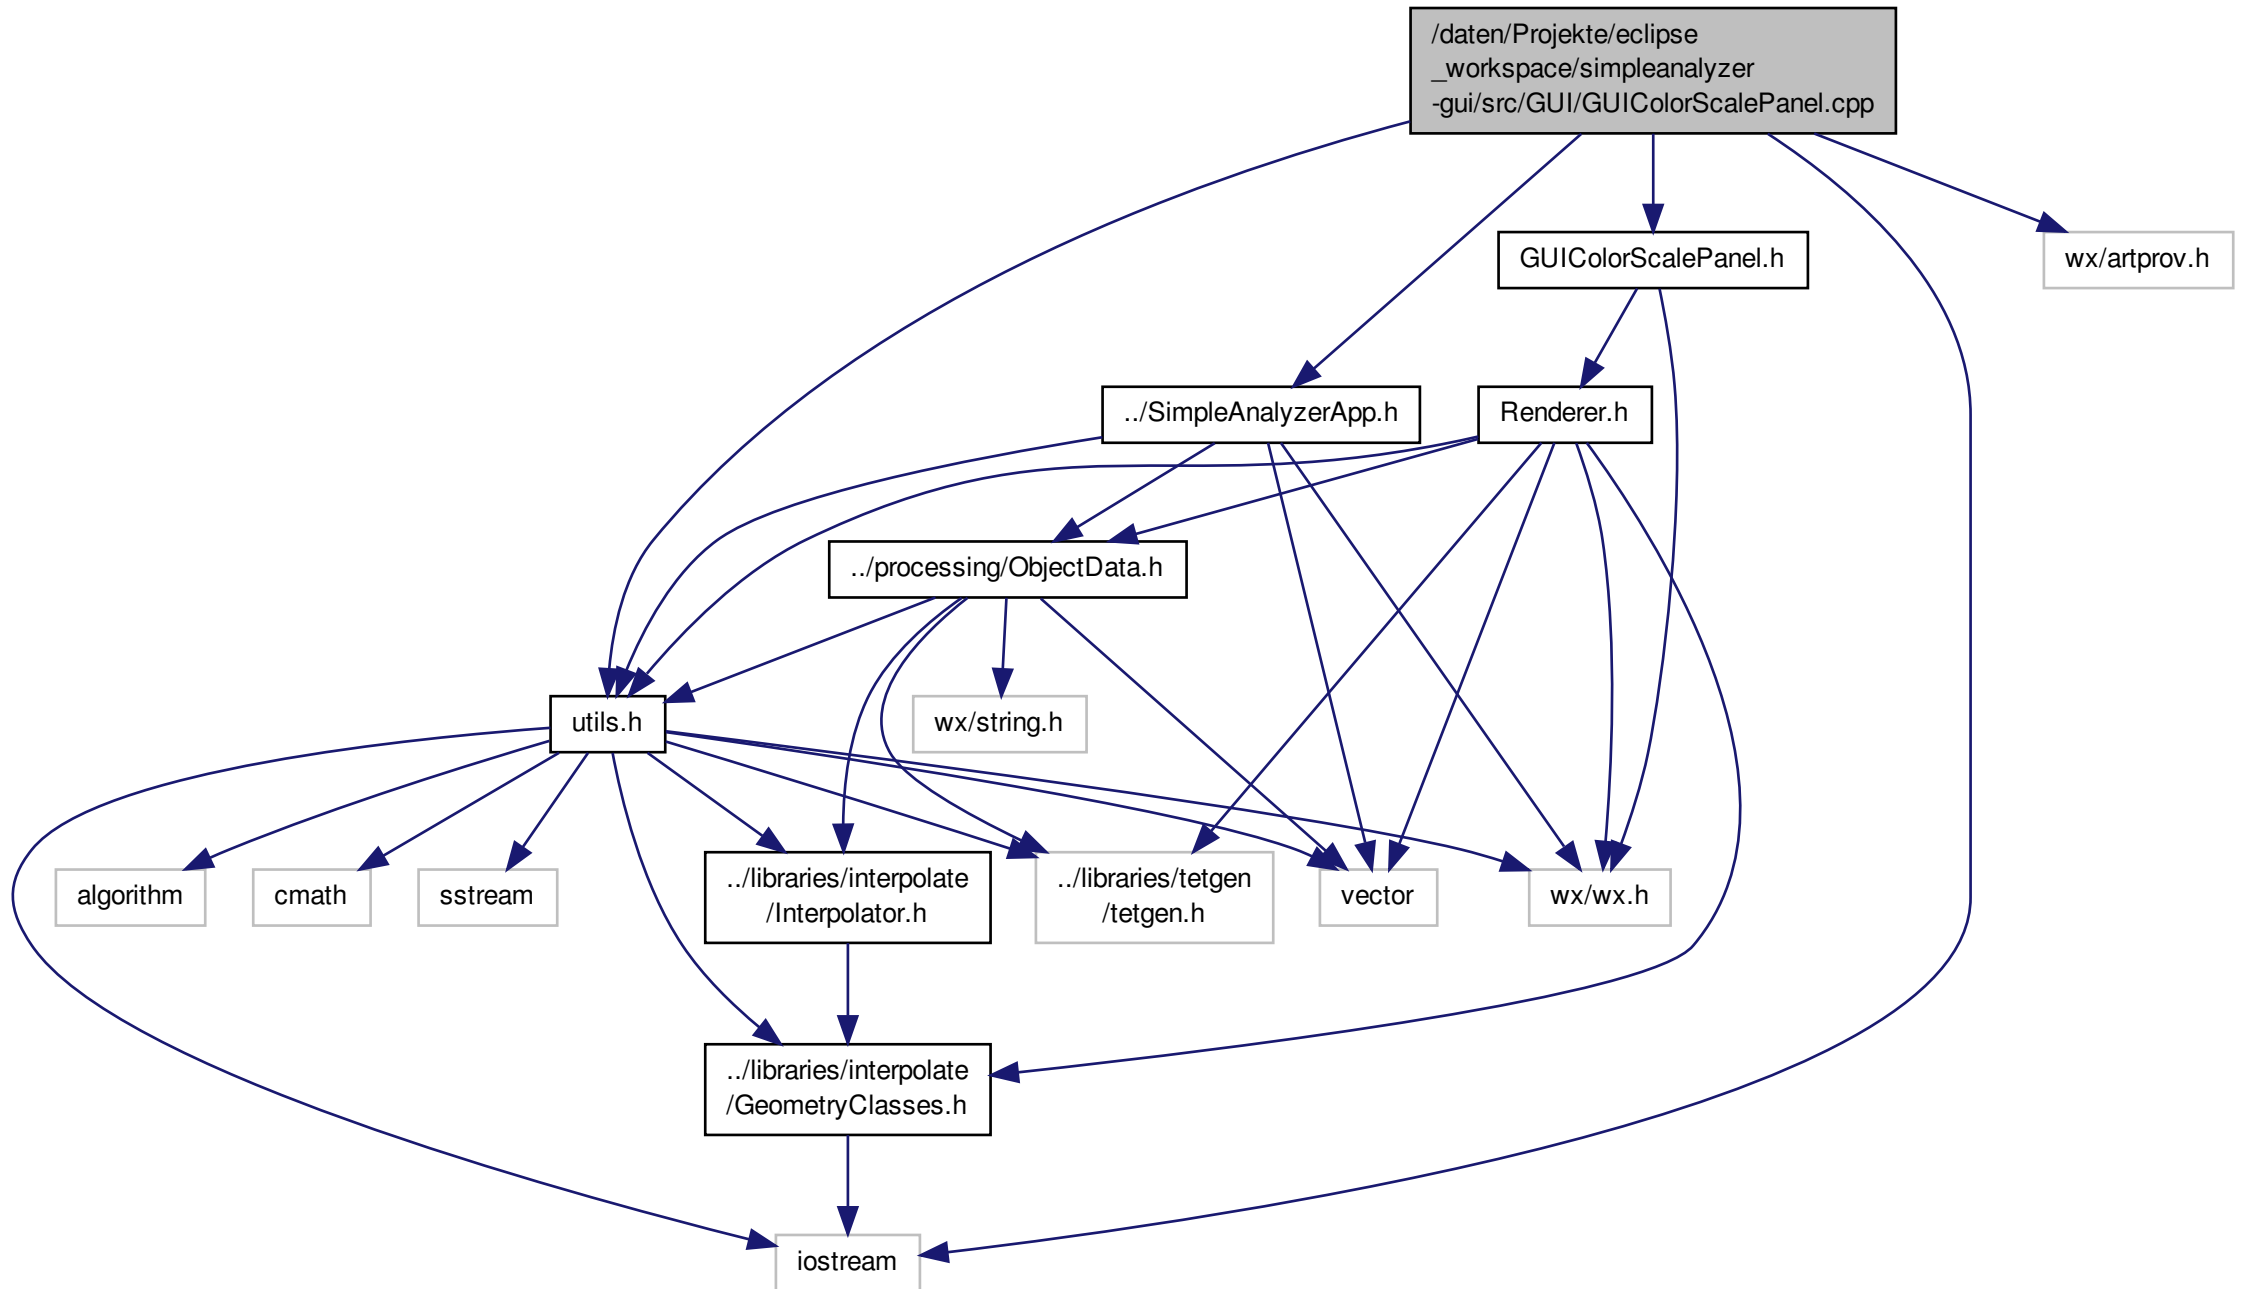 /daten/Projekte/eclipse
_workspace/simpleanalyzer
-gui/src/GUI/GUIColorScalePanel.cpp
GUIColorScalePanel.h
wx/artprov.h
../SimpleAnalyzerApp.h
Renderer.h
../processing/ObjectData.h
utils.h
wx/string.h
algorithm
cmath
sstream
../libraries/interpolate
/Interpolator.h
../libraries/tetgen
/tetgen.h
vector
wx/wx.h
../libraries/interpolate
/GeometryClasses.h
iostream